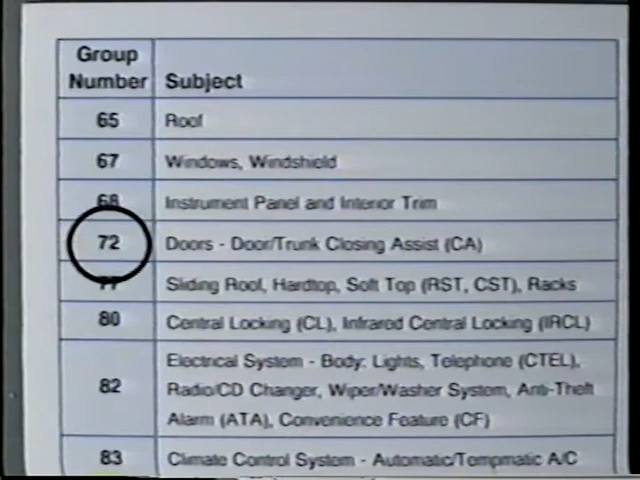 Group
Number Subject
65 Roof
67 Windows, Windshield
68 Instrument Panel and Interior Trim
72 Doors - Door/Trunk Closing Assist (CA)
77 Sliding Roof, Hardtop, Soft Top (RST, CST), Racks
80 Central Locking (CL), Infrared Central Locking (IRCL)
Electrical System - Body: Lights, Telephone (CTEL),
82 Radio/CD Changer, Wiper/Washer System, Anti-Theft
Alarm (ATA), Convenience Feature (CF)
83 Climate Control System - Automatic/Tempmatic A/C